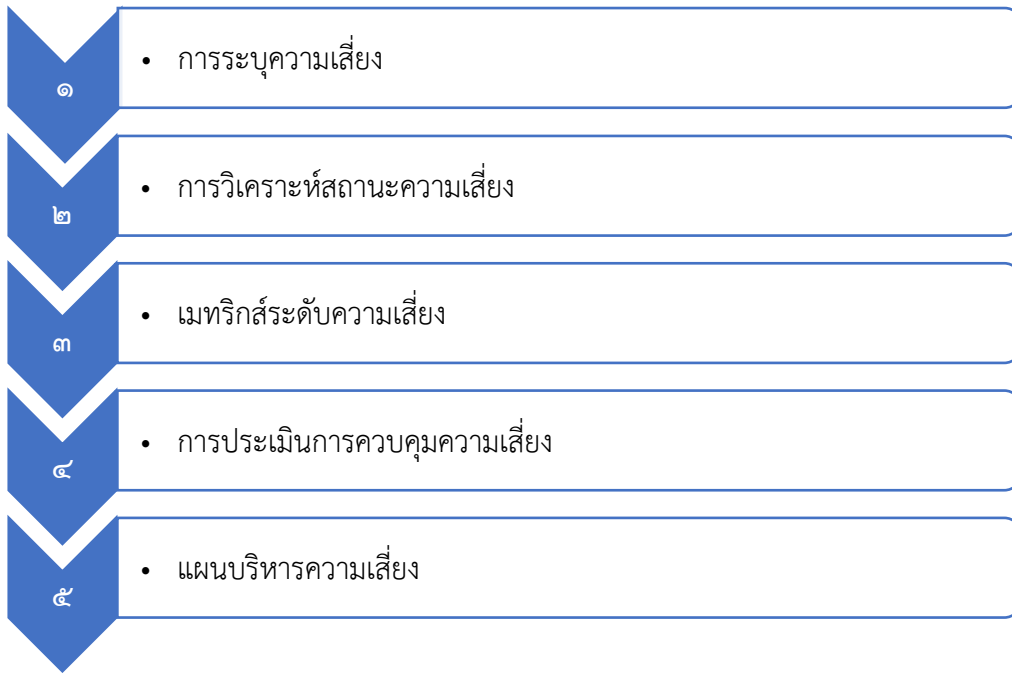 ๑
• การระบุความเสี่ยง
๒
• การวิเคราะห์สถานะความเสี่ยง
๓
• เมทริกส์ระดับความเสี่ยง
๔
• การประเมินการควบคุมความเสี่ยง
๕
• แผนบริหารความเสี่ยง